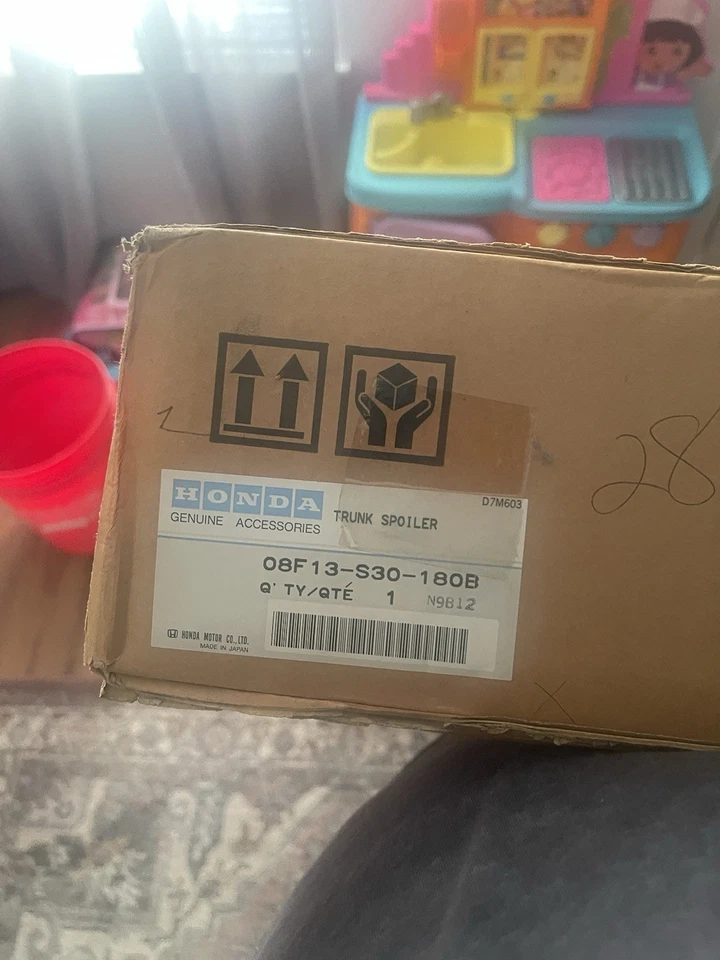 28
D7M603
HONDA
GENUINE ACCESSORIES
TRUNK SPOILER
08F13-S30-180B
Q'TY/QTÉ 1 N9812
HONDA MOTOR CO., LTD.
MADE IN JAPAN